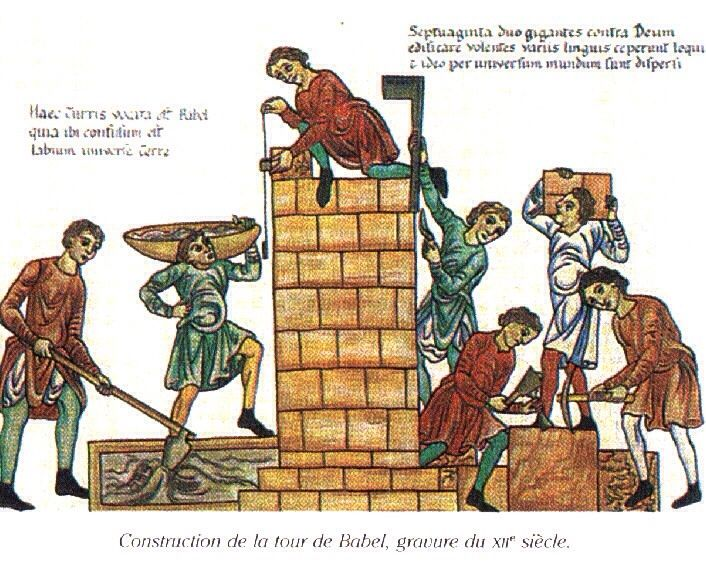 Septuaginta duo gigantes contra Deum
edificare volentes variis linguis ceperunt loqui
& ideo per universum mundum sunt dispersi
Haec Turris vocata est Babel
quia ibi confusum est
labium universe Terre
Construction de la tour de Babel, gravure du XIIe siècle.